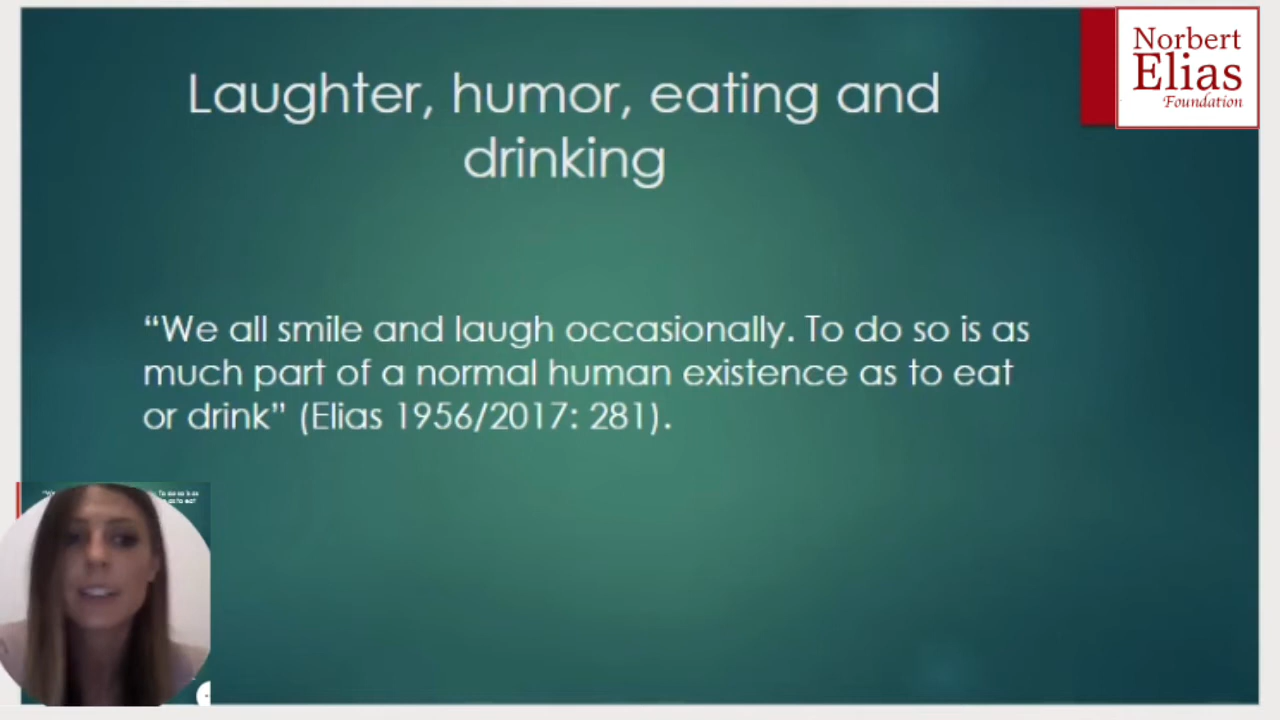 Laughter, humor, eating and
drinking
Norbert
Elias
Foundation
“We all smile and laugh occasionally. To do so is as
much part of a normal human existence as to eat
or drink” (Elias 1956/2017: 281).